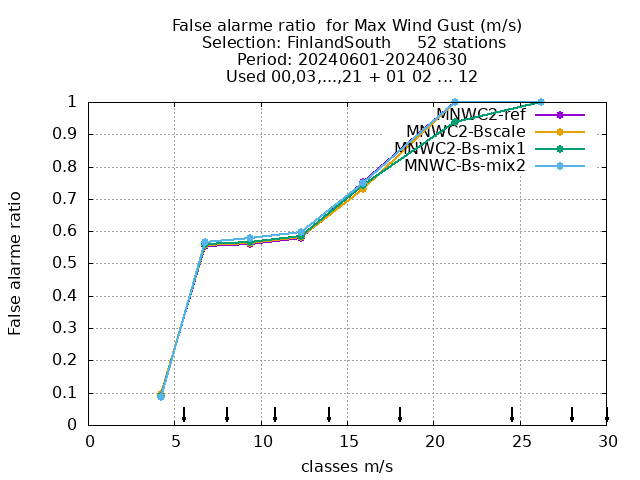 False alarme ratio  for Max Wind Gust (m/s)
Selection: FinlandSouth     52 stations
Period: 20240601-20240630
Used 00,03,...,21 + 01 02 ... 12
MNWC2-ref
MNWC2-Bscale
MNWC2-Bs-mix1
MNWC-Bs-mix2
False alarme ratio
1
0.9
0.8
0.7
0.6
0.5
0.4
0.3
0.2
0.1
0
0 5 10 15 20 25 30
classes m/s